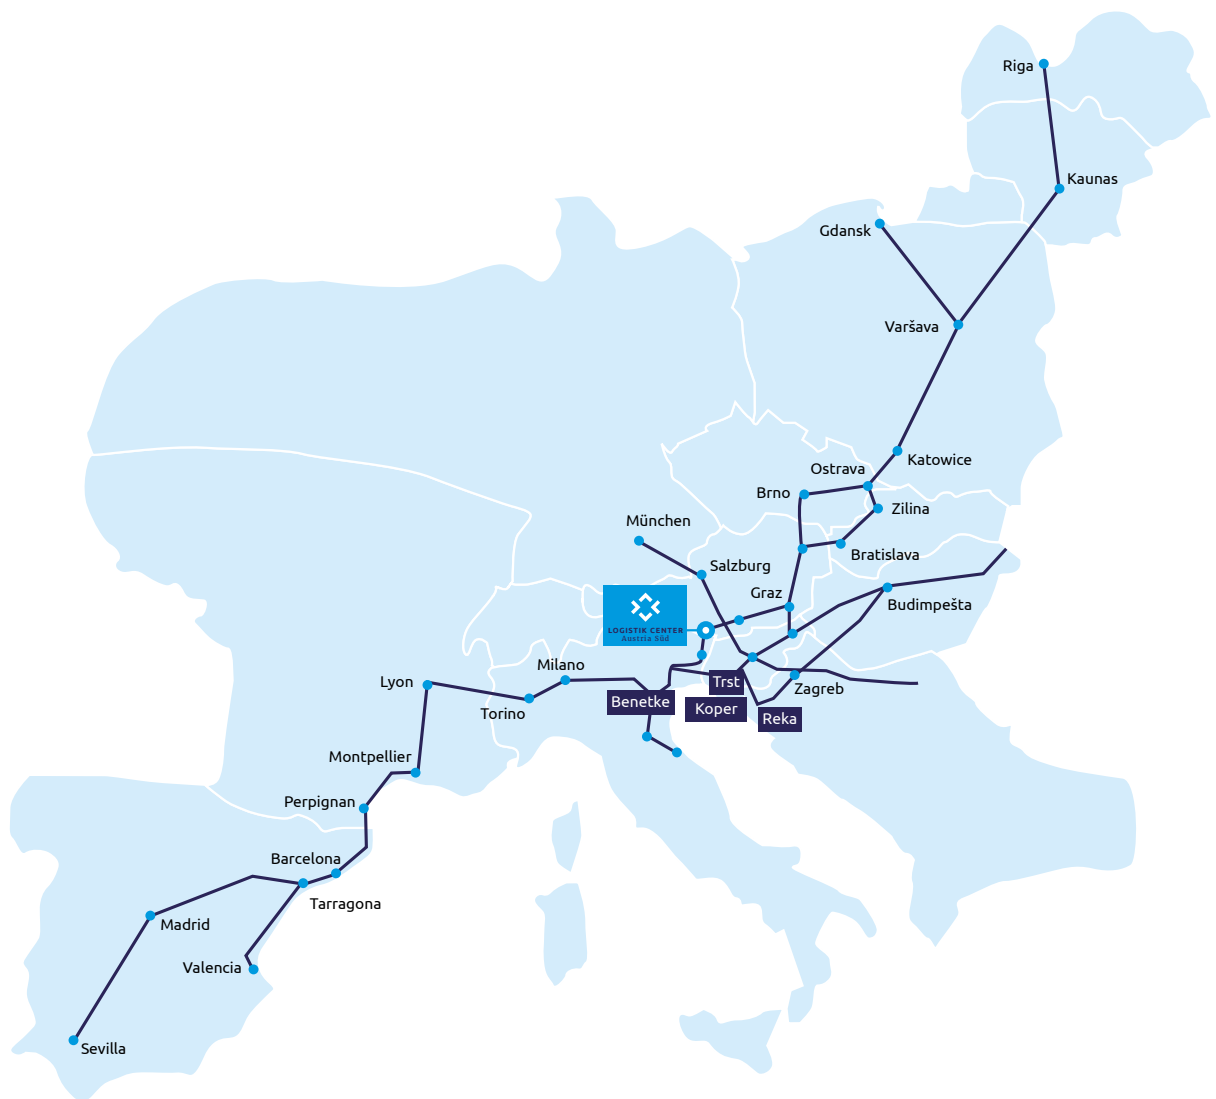 Riga
Kaunas
Gdansk
Varšava
Katowice
Ostrava
Brno
Zilina
München
Bratislava
Salzburg
Graz
Budimpešta
LOGISTIK CENTER
Austria Süd
Milano
Lyon
Trst
Zagreb
Benetke
Koper
Torino
Reka
Montpellier
Perpignan
Barcelona
Tarragona
Madrid
Valencia
Sevilla